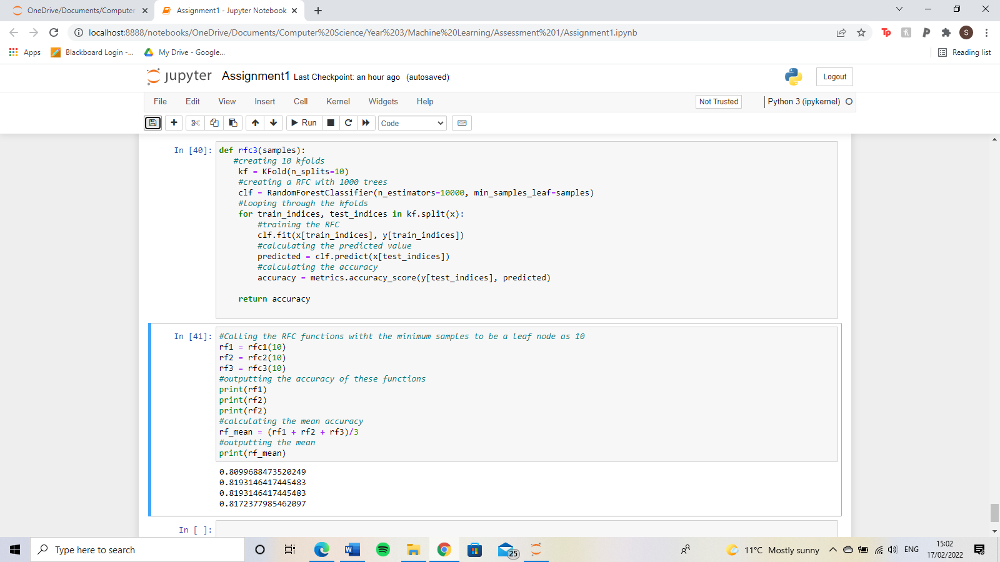 OneDrive/Documents/Computer
Assignment1 - Jupyter Notebook
localhost:8888/notebooks/OneDrive/Documents/Computer%20Science/Year%203/Machine%20Learning/Assessment%201/Assignment1.ipynb
Tp
S
Apps
Blackboard Login -...
My Drive - Google...
Reading list
jupyter Assignment1 Last Checkpoint: an hour ago (autosaved)
Logout
File Edit View Insert Cell Kernel Widgets Help
Not Trusted
Python 3 (ipykernel)
Run
Code
In [40]:
def rfc3(samples):
#creating 10 kfolds
kf = KFold(n_splits=10)
#creating a RFC with 1000 trees
clf = RandomForestClassifier(n_estimators=10000, min_samples_leaf=samples)
#looping through the kfolds
for train_indices, test_indices in kf.split(x):
#training the RFC
clf.fit(x[train_indices], y[train_indices])
#calculating the predicted value
predicted = clf.predict(x[test_indices])
#calculating the accuracy
accuracy = metrics.accuracy_score(y[test_indices], predicted)
return accuracy
In [41]:
#Calling the RFC functions witht the minimum samples to be a leaf node as 10
rf1 = rfc1(10)
rf2 = rfc2(10)
rf3 = rfc3(10)
#outputting the accuracy of these functions
print(rf1)
print(rf2)
print(rf2)
#calculating the mean accuracy
rf_mean = (rf1 + rf2 + rf3)/3
#outputting the mean
print(rf_mean)
0.8099688473520249
0.8193146417445483
0.8193146417445483
0.8172377985462097
In [ ]:
Type here to search
25
11°C Mostly sunny
ENG
15:02
17/02/2022